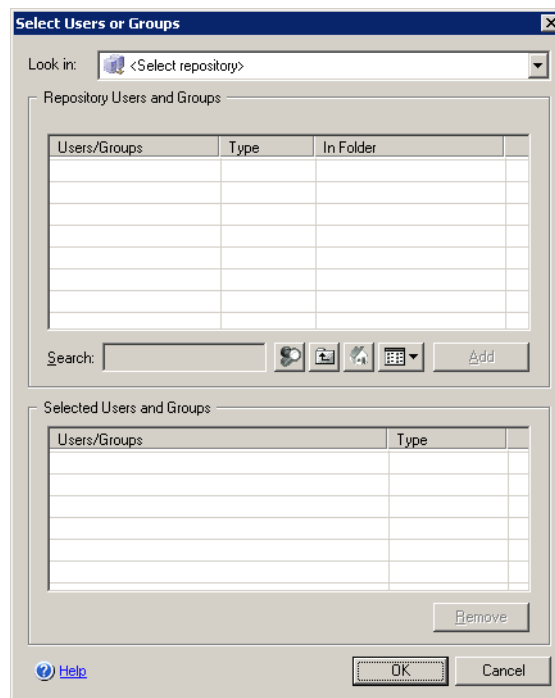 Select Users or Groups
Look in: <Select repository>
Repository Users and Groups
Users/Groups Type In Folder
Search: Add
Selected Users and Groups
Users/Groups Type
Remove
Help OK Cancel